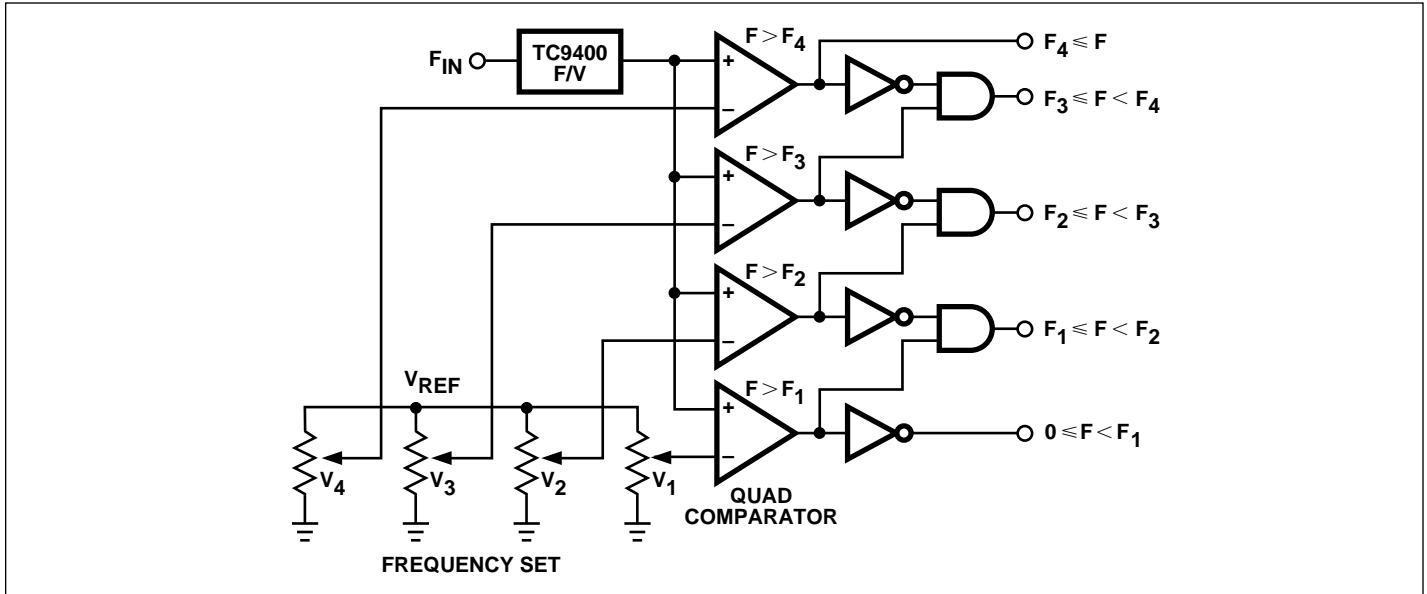 F > F4
F4 ≤ F
FIN
TC9400
F/V
+
−
F3 ≤ F < F4
F > F3
+
−
F2 ≤ F < F3
F > F2
+
−
F1 ≤ F < F2
VREF
F > F1
+
−
0 ≤ F < F1
V4
V3
V2
V1
QUAD
COMPARATOR
FREQUENCY SET